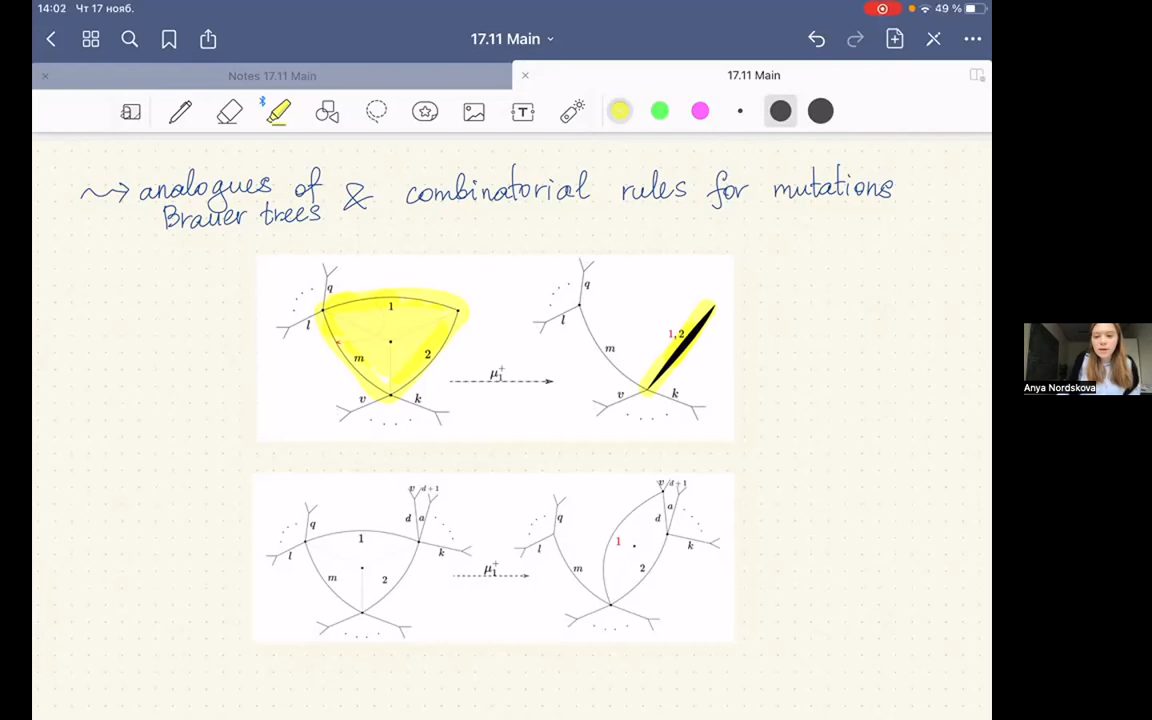 14:02 Чт 17 нояб.
49 %
17.11 Main
Notes 17.11 Main
17.11 Main
T
~> analogues of & combinatorial rules for mutations
Brauer trees
q
1
l
m
2
v
k
μ₁⁺
q
l
m
1, 2
v
k
d+1
q
1
d
a
l
k
m
2
μ₁⁺
d+1
q
a
d
1
l
k
m
2
Anya Nordskova